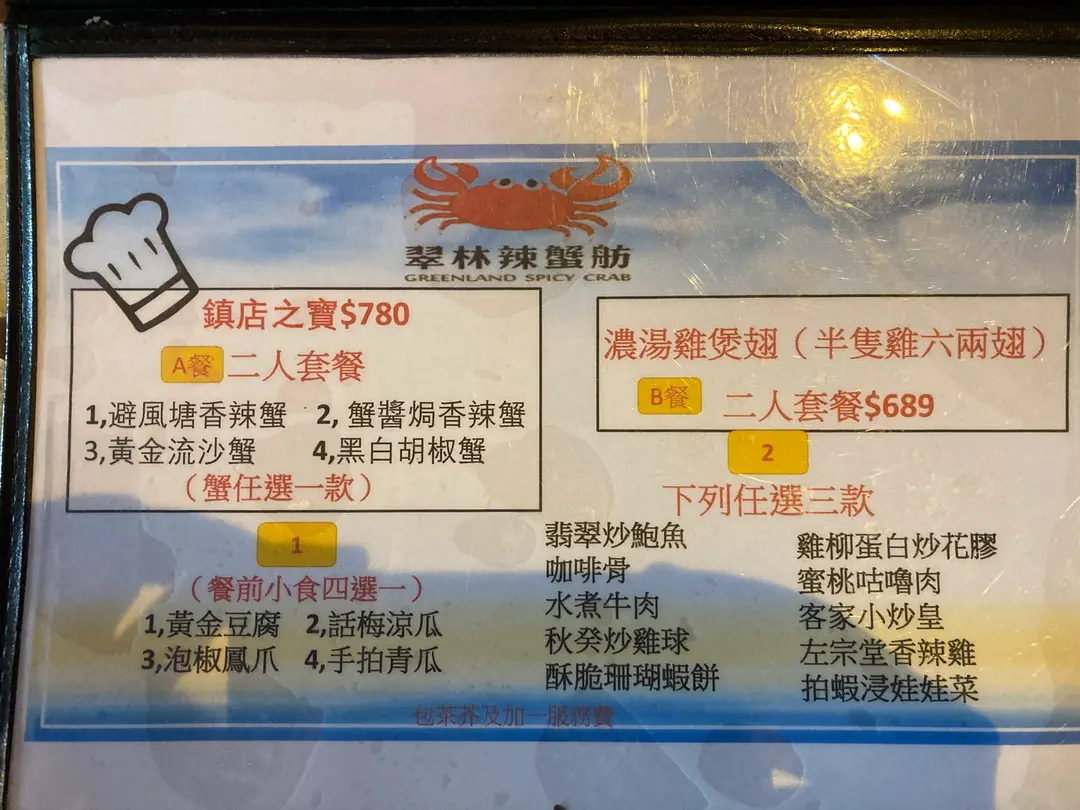 翠林辣蟹舫
GREENLAND SPICY CRAB
鎮店之寶$780
A餐 二人套餐
1,避風塘香辣蟹 2, 蟹醬焗香辣蟹
3,黃金流沙蟹 4,黑白胡椒蟹
（蟹任選一款）
濃湯雞煲翅（半隻雞六兩翅）
B餐 二人套餐$689
1
（餐前小食四選一）
1,黃金豆腐 2,話梅涼瓜
3,泡椒鳳爪 4,手拍青瓜
2
下列任選三款
翡翠炒鮑魚
咖啡骨
水煮牛肉
秋癸炒雞球
酥脆珊瑚蝦餅
雞柳蛋白炒花膠
蜜桃咕嚕肉
客家小炒皇
左宗堂香辣雞
拍蝦浸娃娃菜
包茶芥及加一服務費